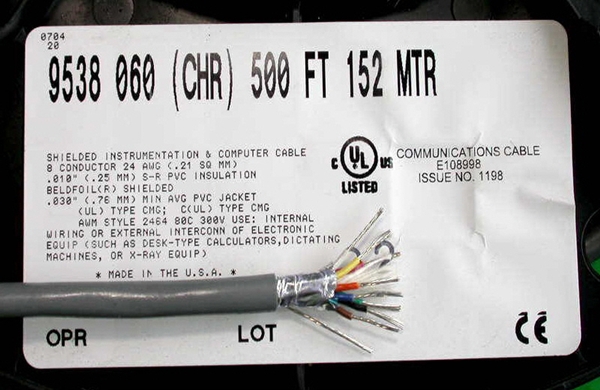 0704
20
9538 060 (CHR) 500 FT 152 MTR
SHIELDED INSTRUMENTATION & COMPUTER CABLE
8 CONDUCTOR 24 AWG (.21 SQ MM)
.010" (.25 MM) S-R PVC INSULATION
BELDFOIL(R) SHIELDED
.030" (.76 MM) MIN AVG PVC JACKET
(UL) TYPE CMG; C(UL) TYPE CMG
AWM STYLE 2464 80C 300V USE: INTERNAL
WIRING OR EXTERNAL INTERCONN OF ELECTRONIC
EQUIP (SUCH AS DESK-TYPE CALCULATORS,DICTATING
MACHINES, OR X-RAY EQUIP)
* MADE IN THE U.S.A. *
C UL US
LISTED
COMMUNICATIONS CABLE
E108998
ISSUE NO. 1198
OPR LOT CE